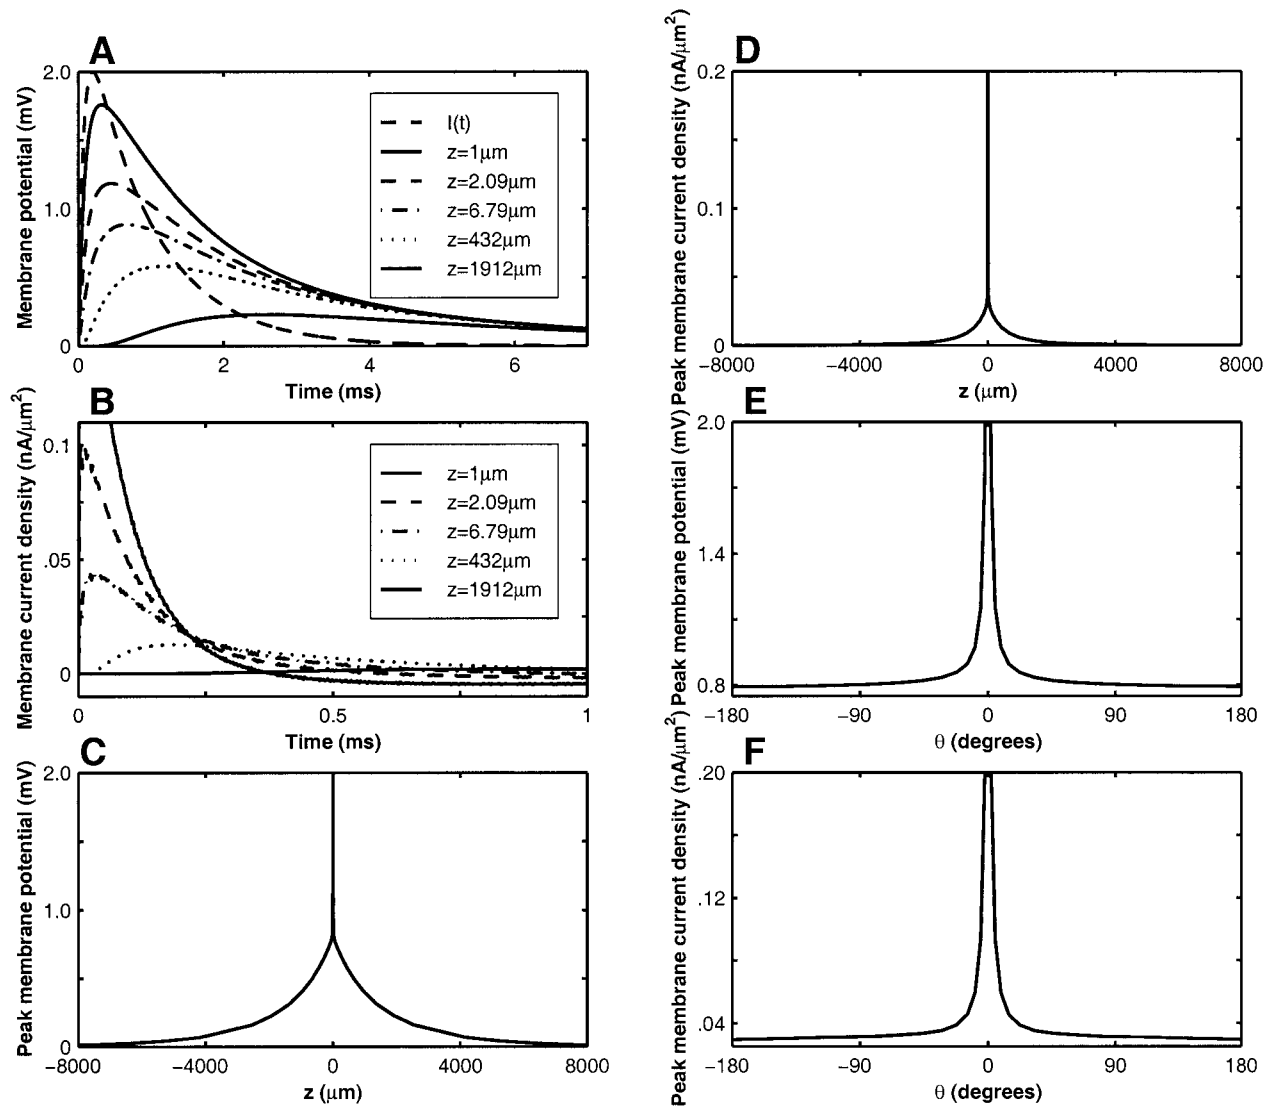 A
Membrane potential (mV)
2.0
1.0
0
0
2
4
6
Time (ms)
I(t)
z=1μm
z=2.09μm
z=6.79μm
z=432μm
z=1912μm
B
Membrane current density (nA/μm²)
0.1
.05
0
0
0.5
1
Time (ms)
z=1μm
z=2.09μm
z=6.79μm
z=432μm
z=1912μm
C
Peak membrane potential (mV)
2.0
1.0
0
−8000
−4000
0
4000
8000
z (μm)
D
Peak membrane current density (nA/μm²)
0.2
0.1
0
−8000
−4000
0
4000
8000
z (μm)
E
Peak membrane potential (mV)
2.0
1.4
0.8
−180
−90
0
90
180
θ (degrees)
F
Peak membrane current density (nA/μm²)
.20
.12
.04
−180
−90
0
90
180
θ (degrees)